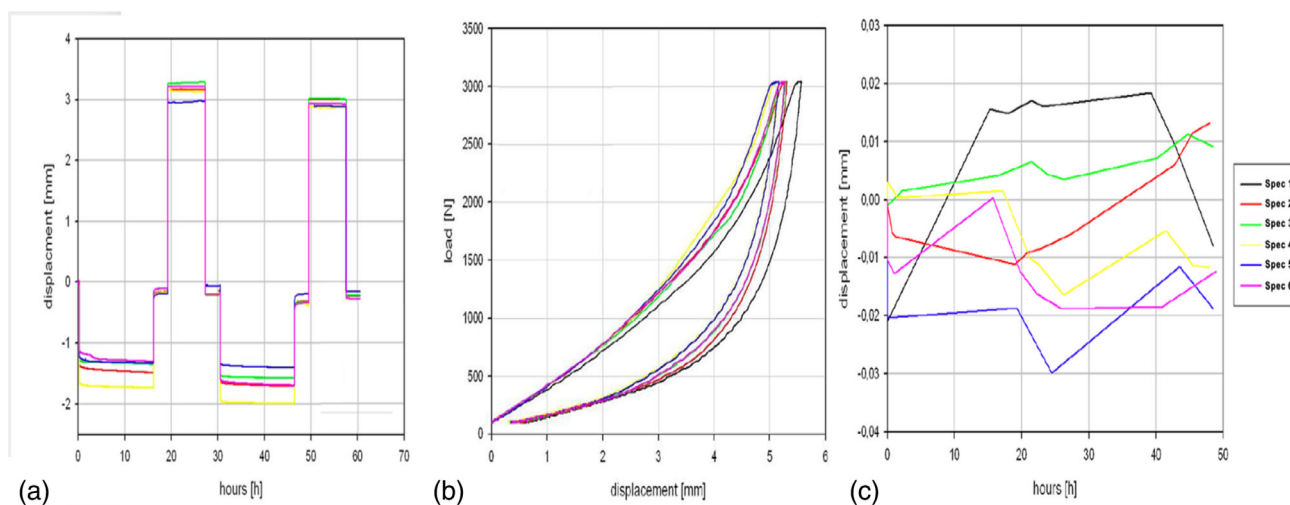 4
3
2
1
0
-1
-2
0 10 20 30 40 50 60 70
displacement [mm]
hours [h]
(a)
3500
3000
2500
2000
1500
1000
500
0
0 1 2 3 4 5 6
load [N]
displacement [mm]
(b)
0,03
0,03
0,02
0,01
0,00
-0,01
-0,02
-0,03
-0,04
0 10 20 30 40 50
displacement [mm]
hours [h]
(c)
Spec 1
Spec 2
Spec 3
Spec 4
Spec 5
Spec 6